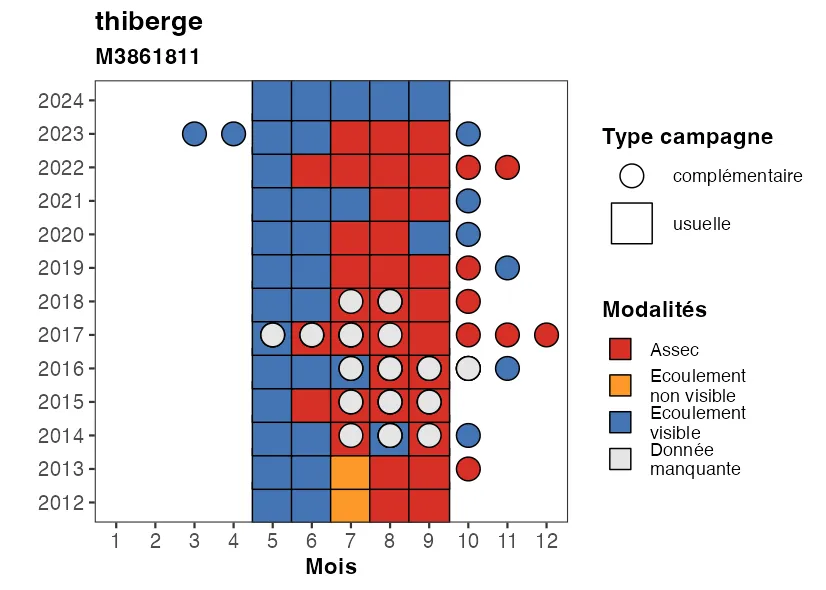 thiberge
M3861811
2024
2023
2022
2021
2020
2019
2018
2017
2016
2015
2014
2013
2012
1 2 3 4 5 6 7 8 9 10 11 12
Mois
Type campagne
complémentaire
usuelle
Modalités
Assec
Ecoulement
non visible
Ecoulement
visible
Donnée
manquante